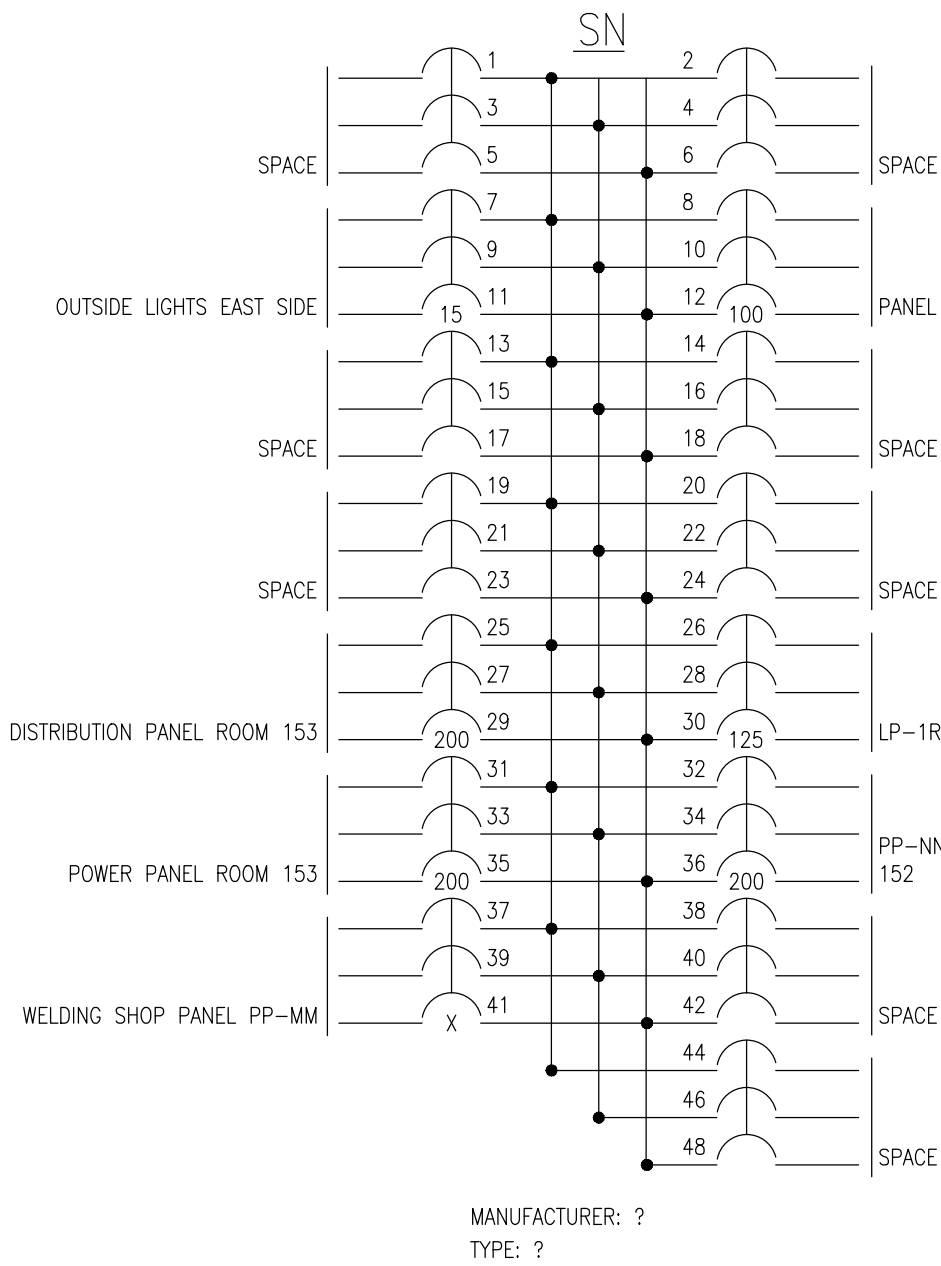 SN
1 2
3 4
SPACE 5 6 SPACE
7 8
9 10
OUTSIDE LIGHTS EAST SIDE 15 11 12 100 PANEL
13 14
15 16
SPACE 17 18 SPACE
19 20
21 22
SPACE 23 24 SPACE
25 26
27 28
DISTRIBUTION PANEL ROOM 153 200 29 30 125 LP-1R
31 32
33 34 PP-NN
POWER PANEL ROOM 153 200 35 36 200 152
37 38
39 40
WELDING SHOP PANEL PP-MM X 41 42 SPACE
44
46
48 SPACE
MANUFACTURER: ?
TYPE: ?